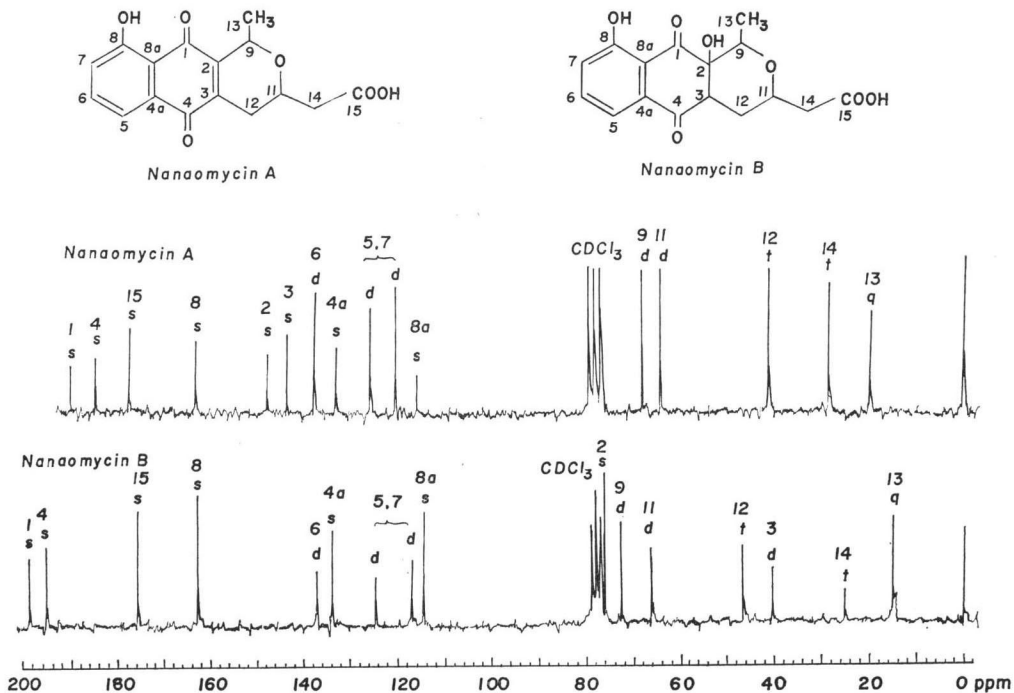 OH O 13 CH3
8 8a 1 9
7 2 O
6 3 11 14 COOH
5 4a 4 12 15
O
Nanaomycin A
OH O 13 CH3
8 8a 1 OH 9
7 2 O
6 3 11 14 COOH
5 4a 4 12 15
O
Nanaomycin B
Nanaomycin A
1 s
4 s
15 s
8 s
2 s
3 s
6 d
4a s
5,7
d d
8a s
CDCl3
9 d
11 d
12 t
14 t
13 q
Nanaomycin B
1 s
4 s
15 s
8 s
6 d
4a s
5,7
d d
8a s
CDCl3
2 s
9 d
11 d
12 t
3 d
14 t
13 q
200 180 160 140 120 100 80 60 40 20 0 ppm